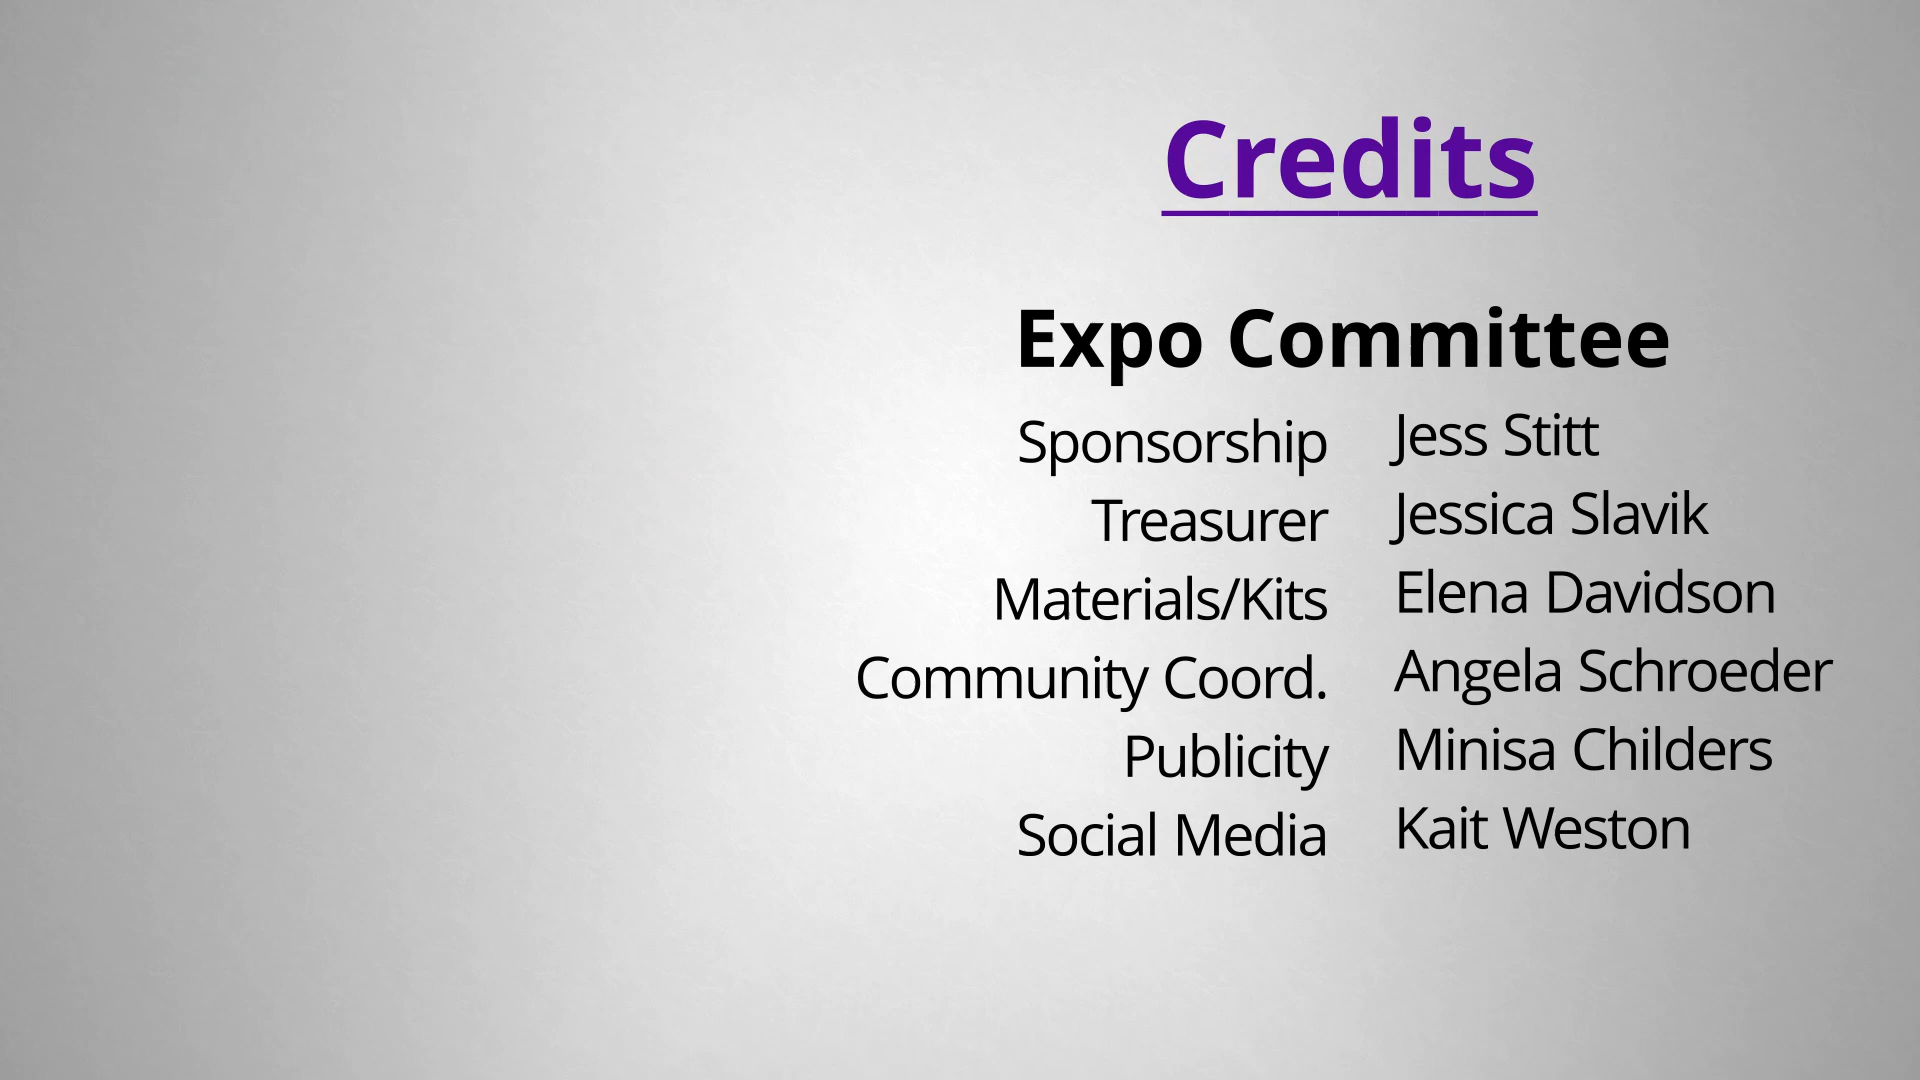 Credits
Expo Committee
Sponsorship Jess Stitt
Treasurer Jessica Slavik
Materials/Kits Elena Davidson
Community Coord. Angela Schroeder
Publicity Minisa Childers
Social Media Kait Weston